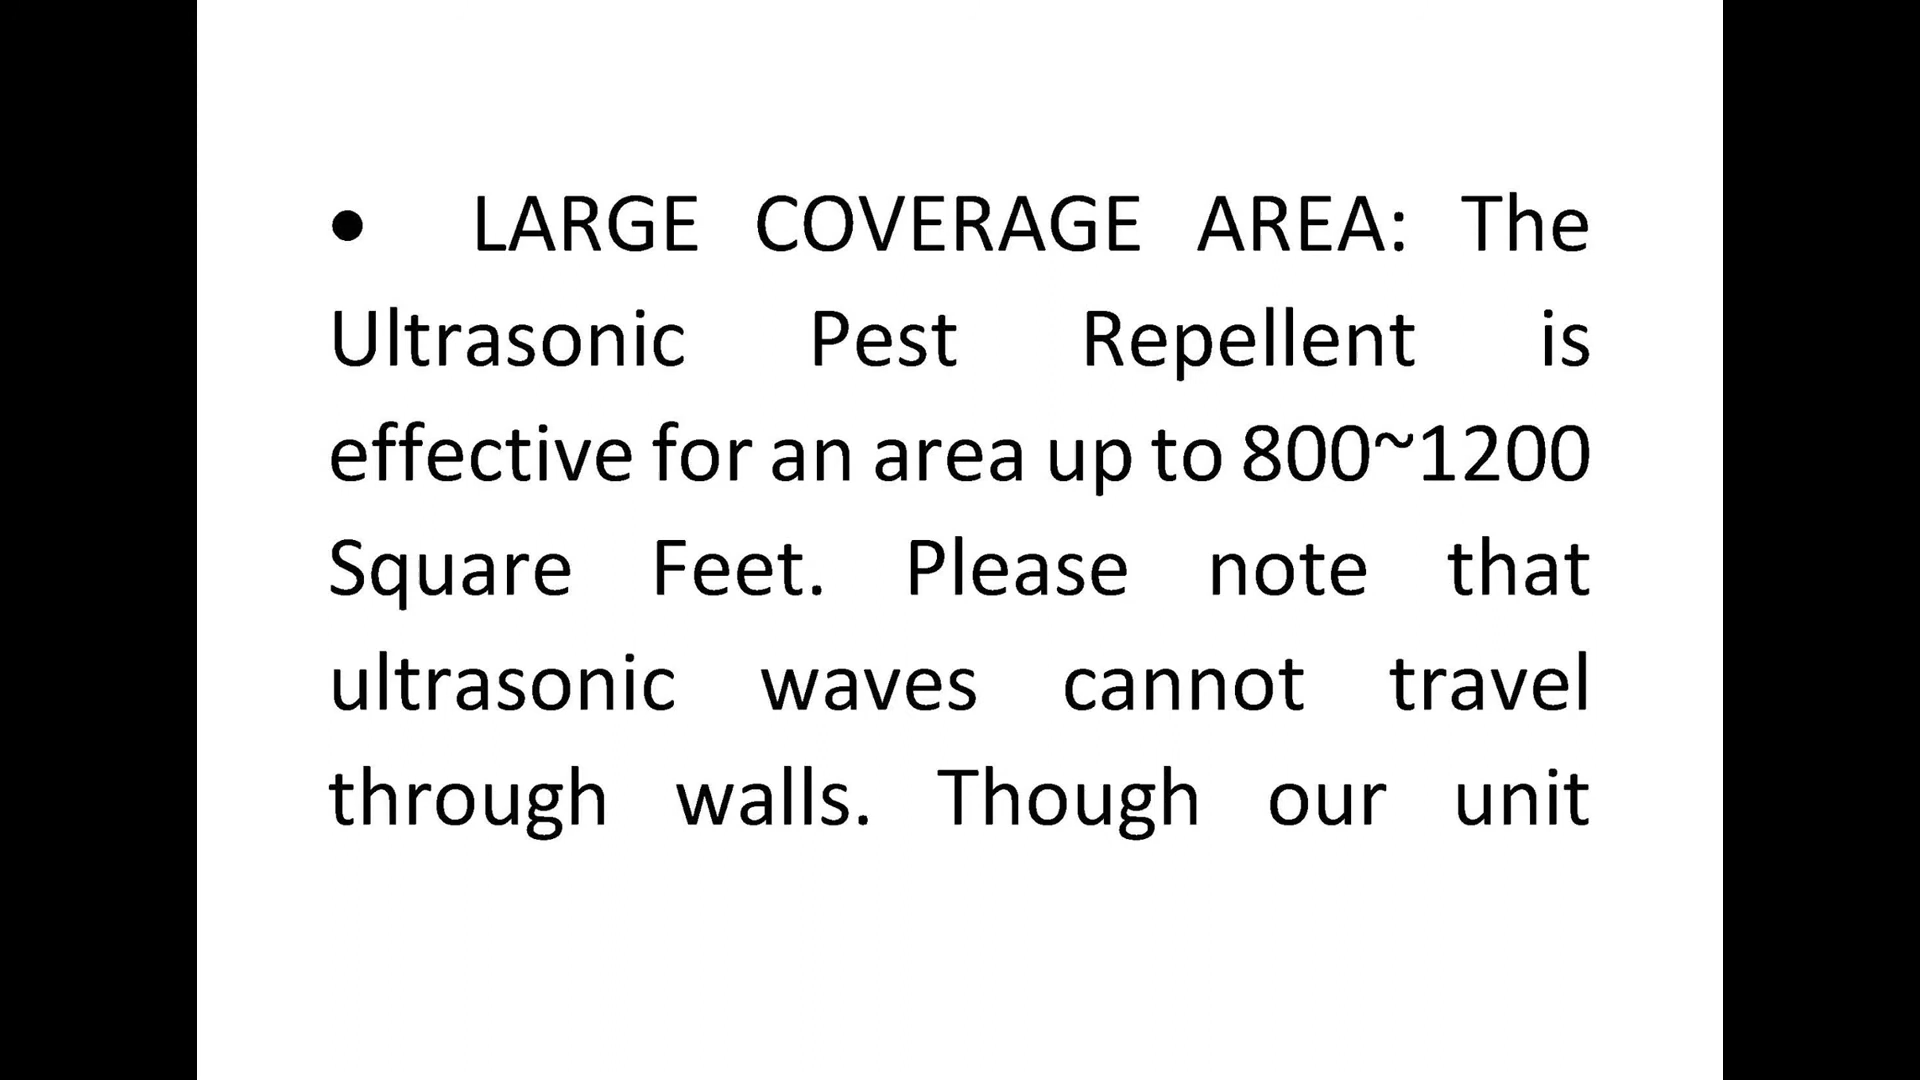 • LARGE COVERAGE AREA: The
Ultrasonic Pest Repellent is
effective for an area up to 800~1200
Square Feet. Please note that
ultrasonic waves cannot travel
through walls. Though our unit